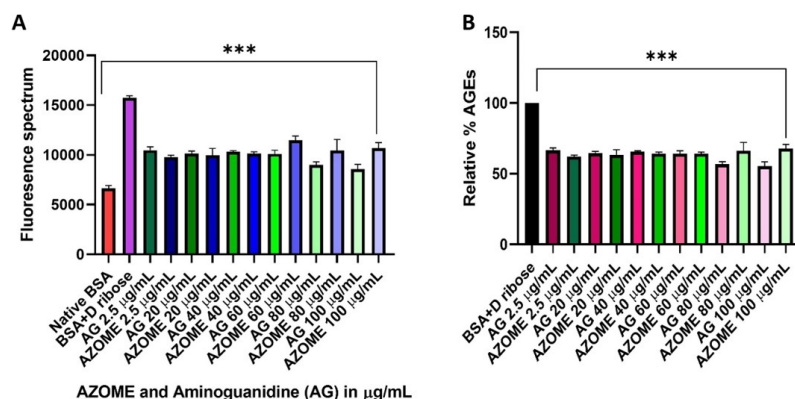 A
Fluoresence spectrum
20000
15000
10000
5000
0
***
Native BSA
BSA+D ribose
AG 2.5 µg/mL
AZOME 2.5 µg/mL
AG 20 µg/mL
AZOME 20 µg/mL
AG 40 µg/mL
AZOME 40 µg/mL
AG 60 µg/mL
AZOME 60 µg/mL
AG 80 µg/mL
AZOME 80 µg/mL
AG 100 µg/mL
AZOME 100 µg/mL
AZOME and Aminoguanidine (AG) in µg/mL
B
Relative % AGEs
150
100
50
0
***
BSA+D ribose
AG 2.5 µg/mL
AZOME 2.5 µg/mL
AG 20 µg/mL
AZOME 20 µg/mL
AG 40 µg/mL
AZOME 40 µg/mL
AG 60 µg/mL
AZOME 60 µg/mL
AG 80 µg/mL
AZOME 80 µg/mL
AG 100 µg/mL
AZOME 100 µg/mL